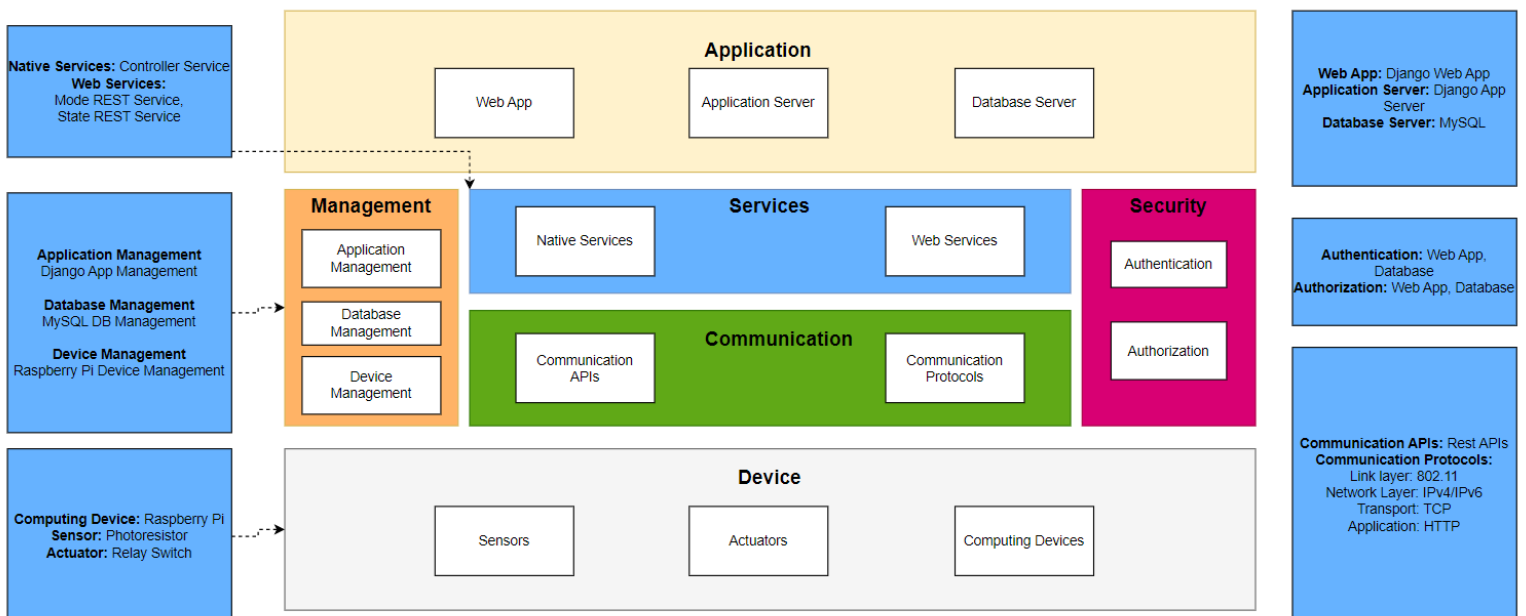 Native Services: Controller Service
Web Services:
Mode REST Service,
State REST Service
Application Management
Django App Management
Database Management
MySQL DB Management
Device Management
Raspberry Pi Device Management
Computing Device: Raspberry Pi
Sensor: Photoresistor
Actuator: Relay Switch
Application
Web App
Application Server
Database Server
Management
Application
Management
Database
Management
Device
Management
Services
Native Services
Web Services
Communication
Communication
APIs
Communication
Protocols
Security
Authentication
Authorization
Device
Sensors
Actuators
Computing Devices
Web App: Django Web App
Application Server: Django App
Server
Database Server: MySQL
Authentication: Web App,
Database
Authorization: Web App, Database
Communication APIs: Rest APIs
Communication Protocols:
Link layer: 802.11
Network Layer: IPv4/IPv6
Transport: TCP
Application: HTTP